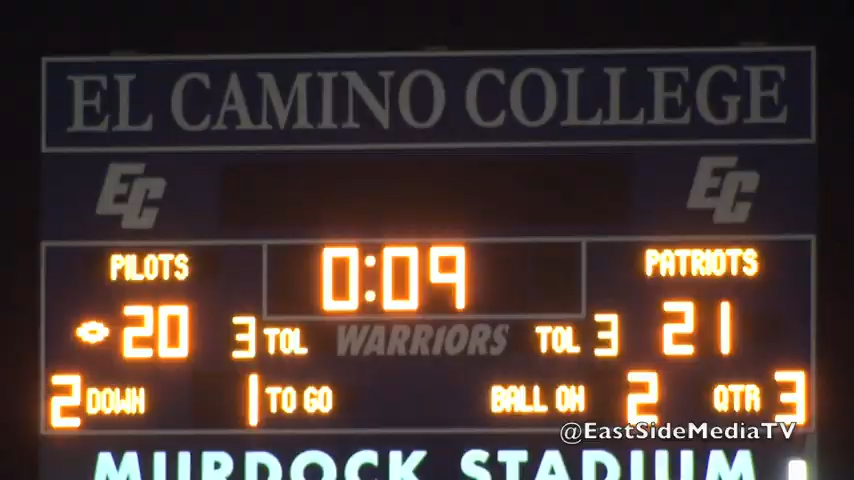 EL CAMINO COLLEGE
EC EC
PILOTS 0:09 PATRIOTS
20 3 TOL WARRIORS TOL 3 21
2 DOWN 1 TO GO BALL ON 2 QTR 3
@EastSideMediaTV
MURDOCK STADIUM